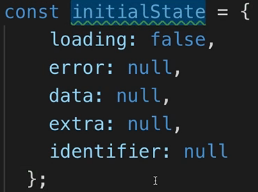 const initialState = {
loading: false,
error: null,
data: null,
extra: null,
identifier: null
};